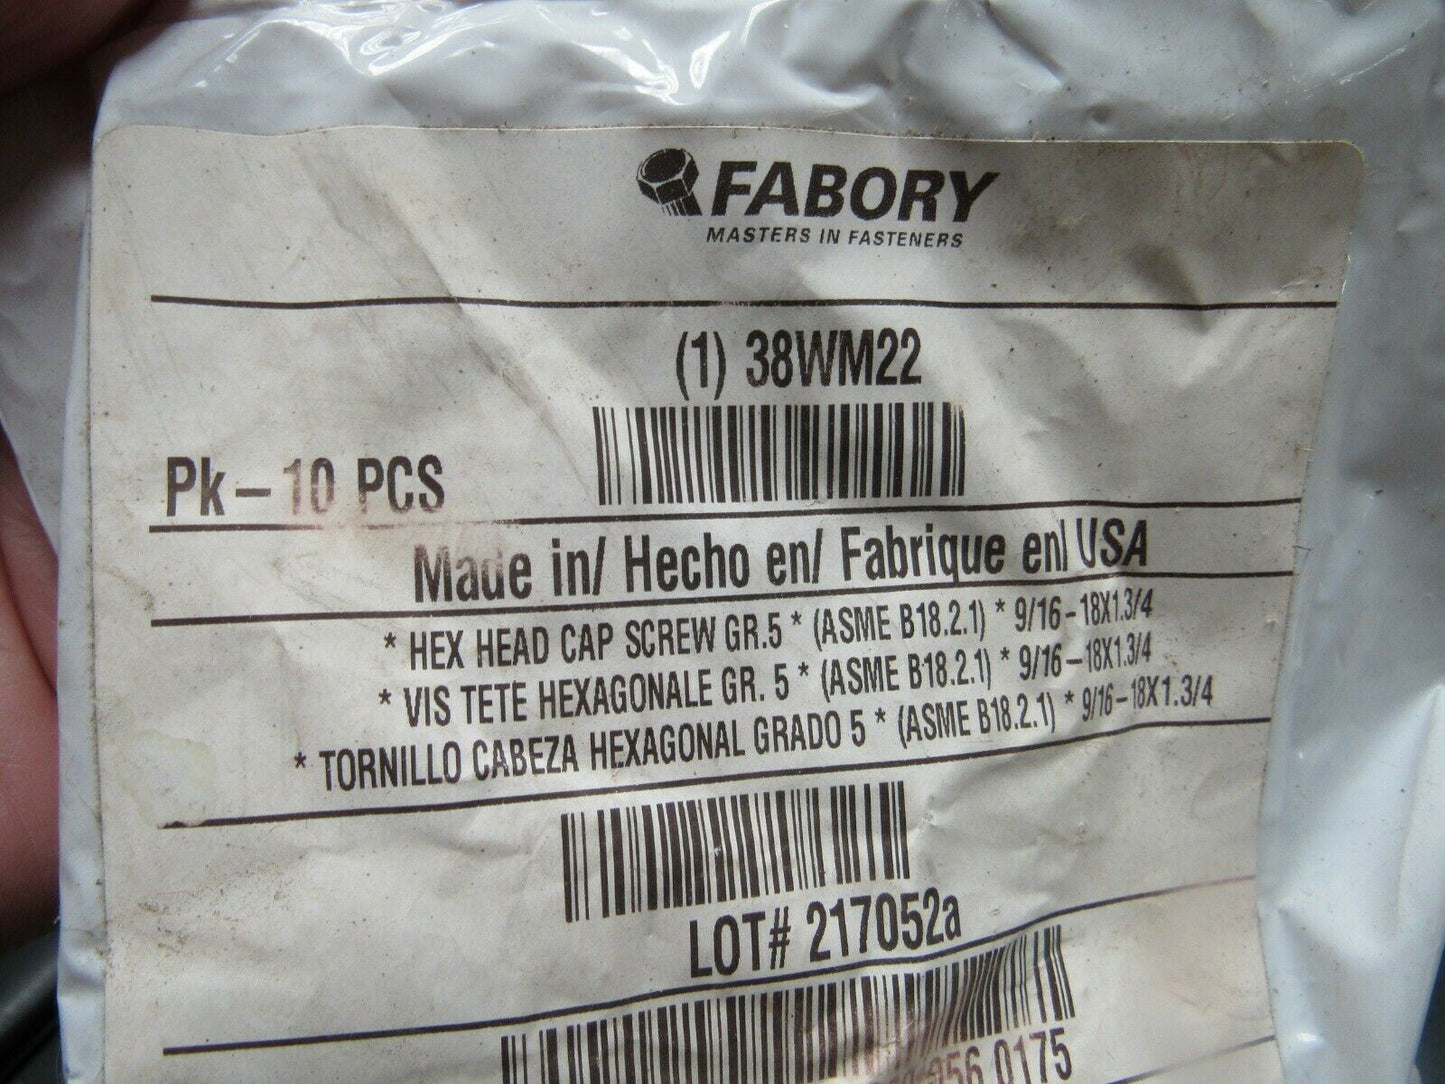 FABORY
MASTERS IN FASTENERS
(1) 38WM22
Pk - 10 PCS
Made in/ Hecho en/ Fabrique en/ USA
* HEX HEAD CAP SCREW GR.5 * (ASME B18.2.1) * 9/16-18X1.3/4
* VIS TETE HEXAGONALE GR. 5 * (ASME B18.2.1) * 9/16-18X1.3/4
* TORNILLO CABEZA HEXAGONAL GRADO 5 * (ASME B18.2.1) * 9/16-18X1.3/4
LOT# 217052a
0175